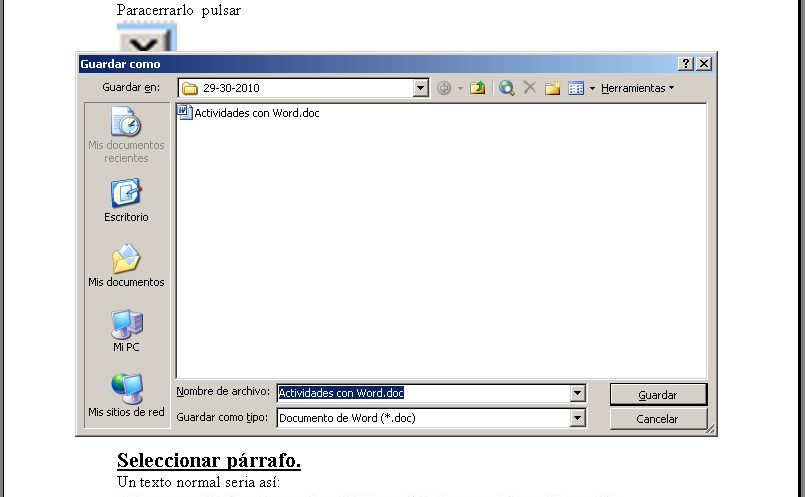 Paracerrarlo pulsar
Guardar como
Guardar en:
29-30-2010
Herramientas
Actividades con Word.doc
Mis documentos
recientes
Escritorio
Mis documentos
Mi PC
Mis sitios de red
Nombre de archivo:
Actividades con Word.doc
Guardar
Guardar como tipo:
Documento de Word (*.doc)
Cancelar
Seleccionar párrafo.
Un texto normal seria así: